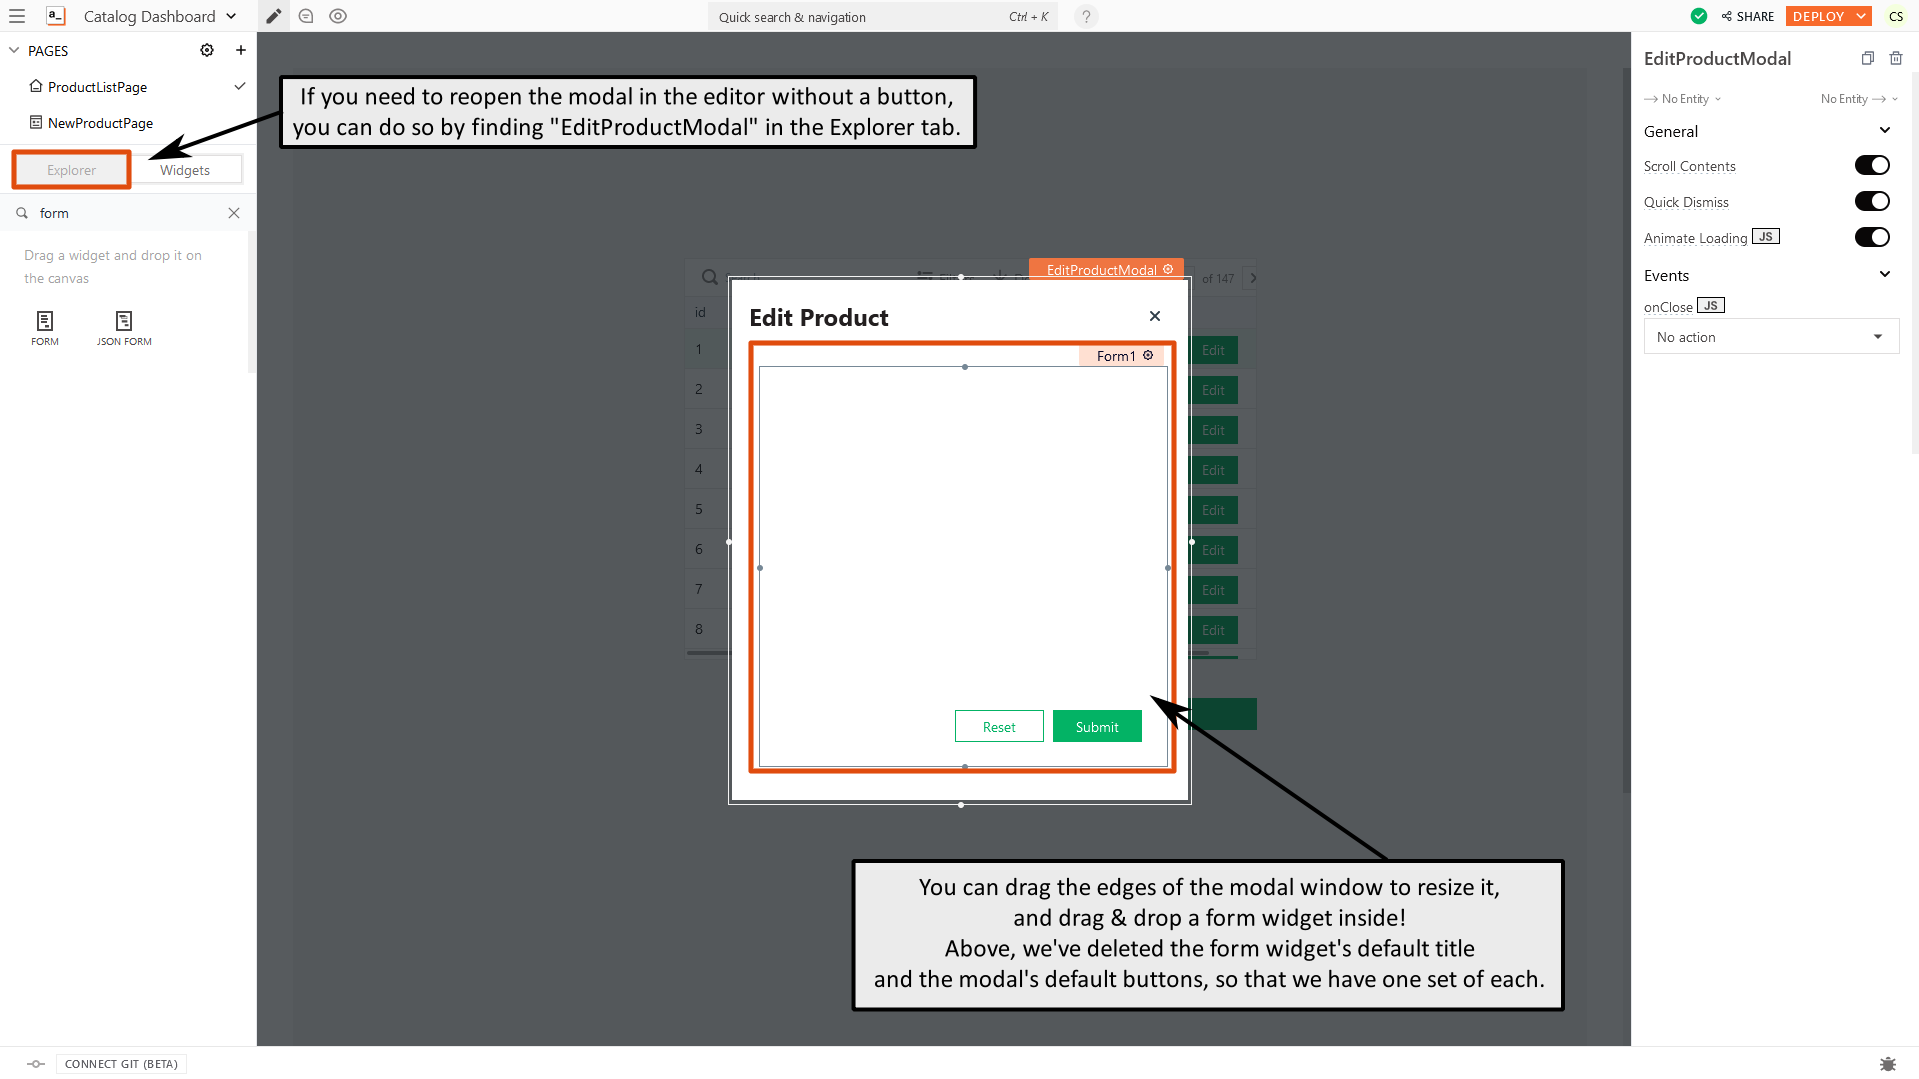 a_
Catalog Dashboard
Quick search & navigation
Ctrl + K
?
SHARE
DEPLOY
CS
PAGES
ProductListPage
NewProductPage
Explorer
Widgets
form
Drag a widget and drop it on
the canvas
FORM
JSON FORM
If you need to reopen the modal in the editor without a button,
you can do so by finding "EditProductModal" in the Explorer tab.
of 147
EditProductModal
id
1
Edit
2
Edit
3
Edit
4
Edit
5
Edit
6
Edit
7
Edit
8
Edit
Edit Product
Form1
Reset
Submit
You can drag the edges of the modal window to resize it,
and drag & drop a form widget inside!
Above, we've deleted the form widget's default title
and the modal's default buttons, so that we have one set of each.
EditProductModal
No Entity
No Entity
General
Scroll Contents
Quick Dismiss
Animate Loading JS
Events
onClose JS
No action
CONNECT GIT (BETA)